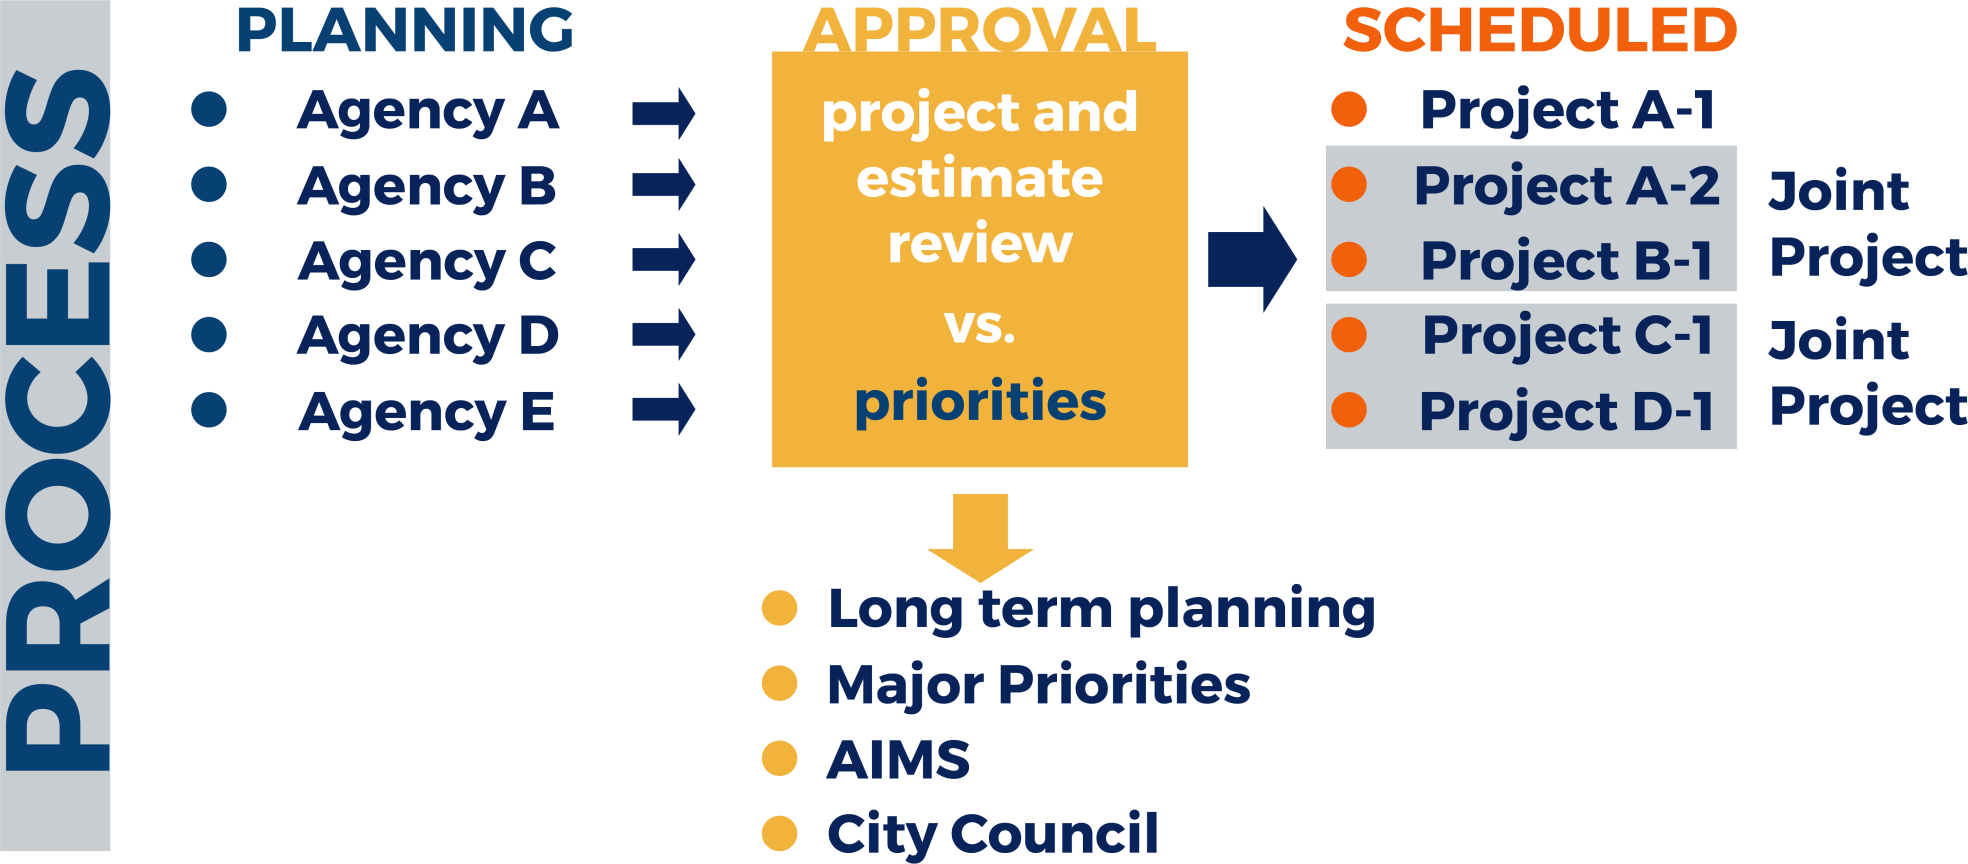 PROCESS
PLANNING
Agency A
Agency B
Agency C
Agency D
Agency E
APPROVAL
project and
estimate
review
vs.
priorities
Long term planning
Major Priorities
AIMS
City Council
SCHEDULED
Project A-1
Project A-2
Project B-1
Joint
Project
Project C-1
Project D-1
Joint
Project